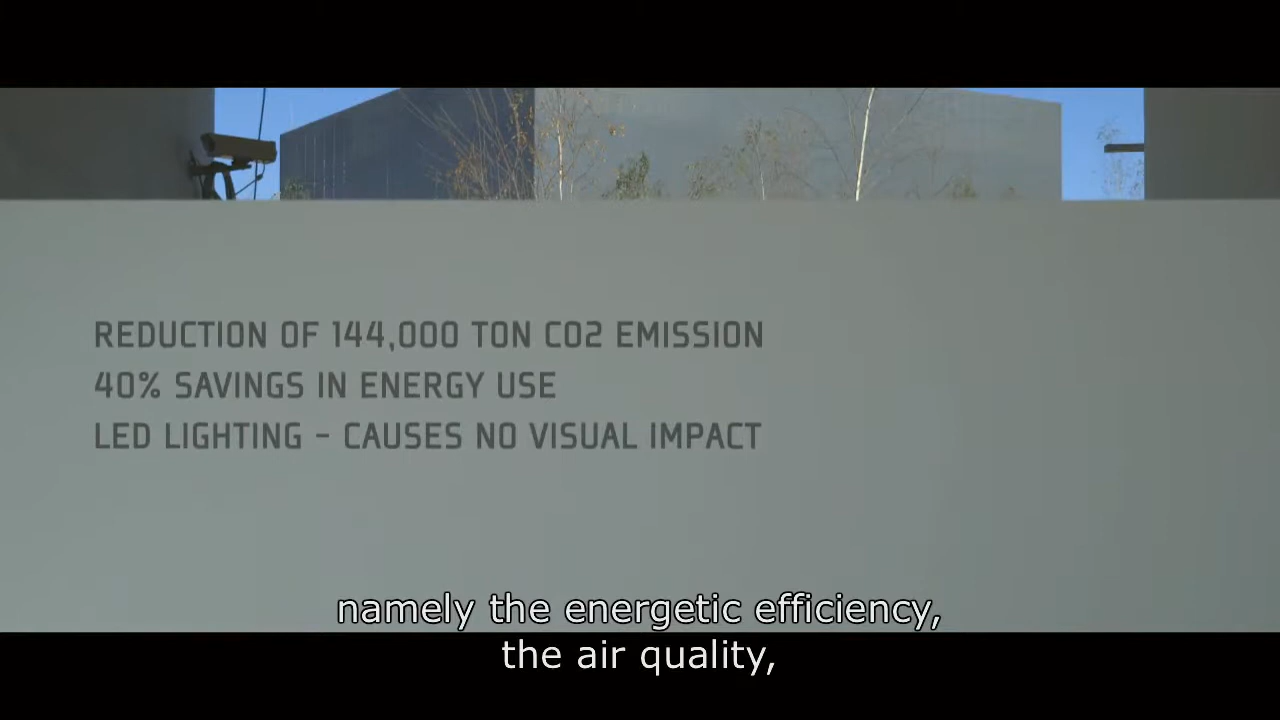 REDUCTION OF 144,000 TON CO2 EMISSION
40% SAVINGS IN ENERGY USE
LED LIGHTING - CAUSES NO VISUAL IMPACT
namely the energetic efficiency,
the air quality,